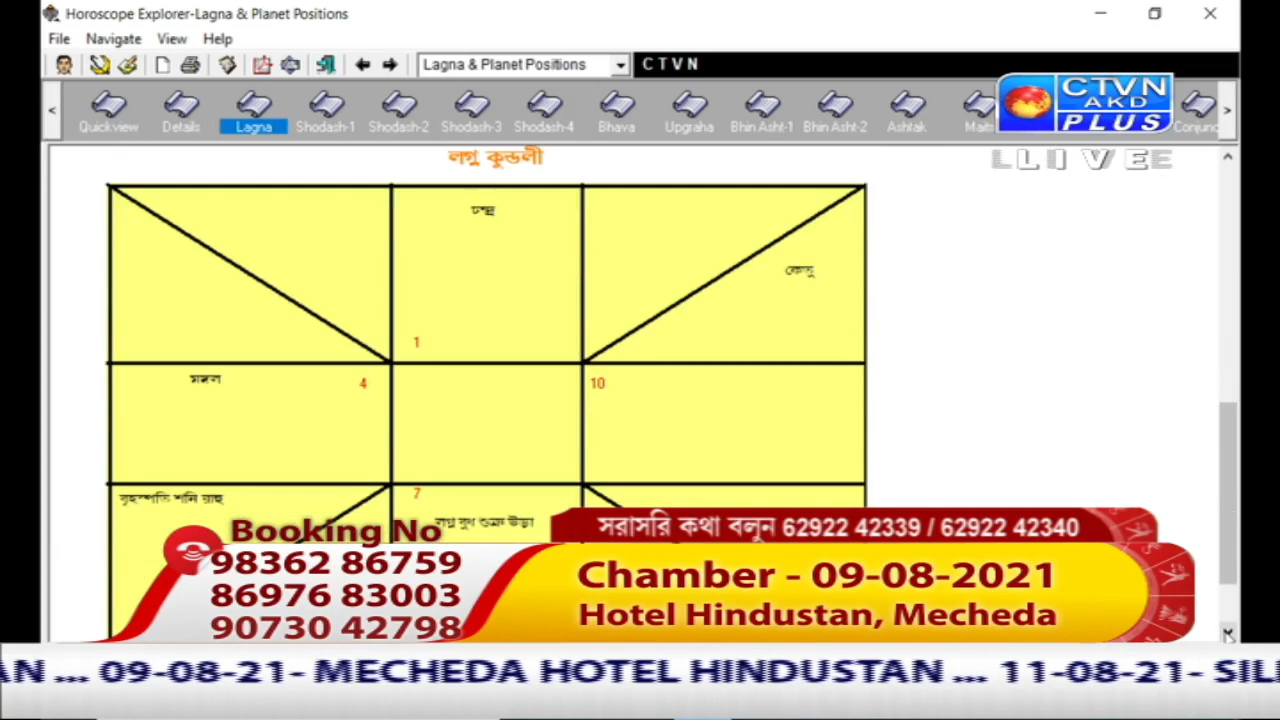 Horoscope Explorer-Lagna & Planet Positions
File Navigate View Help
Lagna & Planet Positions
CTVN
Quickview Details Lagna Shodash-1 Shodash-2 Shodash-3 Shodash-4 Bhava Upgraha Bhin Asht-1 Bhin Asht-2 Ashtak
CTVN
AKD
PLUS
লগ্ন কুন্ডলী
চন্দ্র
কেতু
1
মঙ্গল
4
10
বৃহস্পতি শনি রাহু
7
লগ্ন বুধ শুক্র
Booking No
98362 86759
86976 83003
90730 42798
সরাসরি কথা বলুন 62922 42339 / 62922 42340
Chamber - 09-08-2021
Hotel Hindustan, Mecheda
AN ... 09-08-21- MECHEDA HOTEL HINDUSTAN ... 11-08-21- SIL